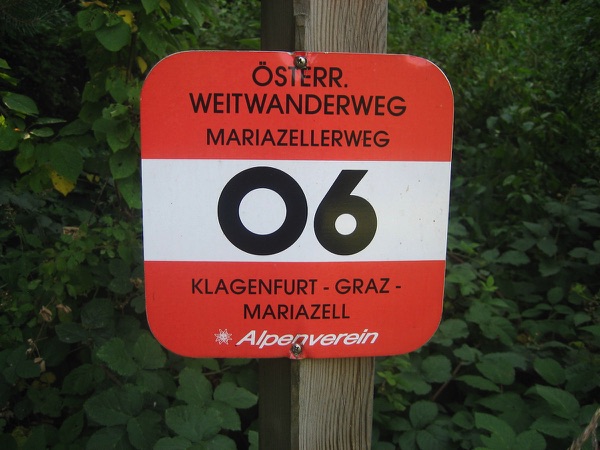 ÖSTERR.
WEITWANDERWEG
MARIAZELLERWEG
06
KLAGENFURT - GRAZ -
MARIAZELL
Alpenverein